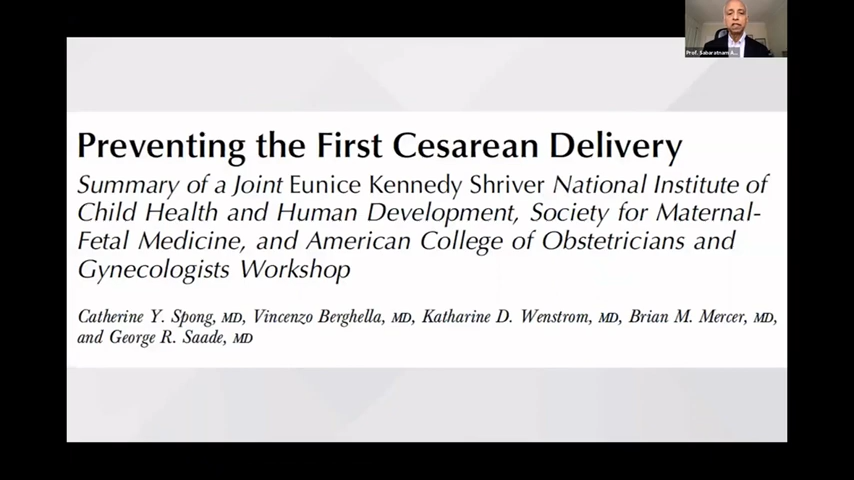 Prof. Sabaratnam A...
Preventing the First Cesarean Delivery
Summary of a Joint Eunice Kennedy Shriver National Institute of
Child Health and Human Development, Society for Maternal-
Fetal Medicine, and American College of Obstetricians and
Gynecologists Workshop
Catherine Y. Spong, MD, Vincenzo Berghella, MD, Katharine D. Wenstrom, MD, Brian M. Mercer, MD,
and George R. Saade, MD